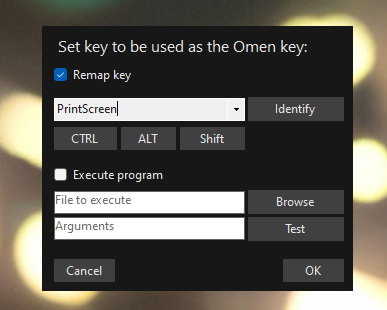 Set key to be used as the Omen key:
Remap key
PrintScreen
Identify
CTRL
ALT
Shift
Execute program
File to execute
Browse
Arguments
Test
Cancel
OK